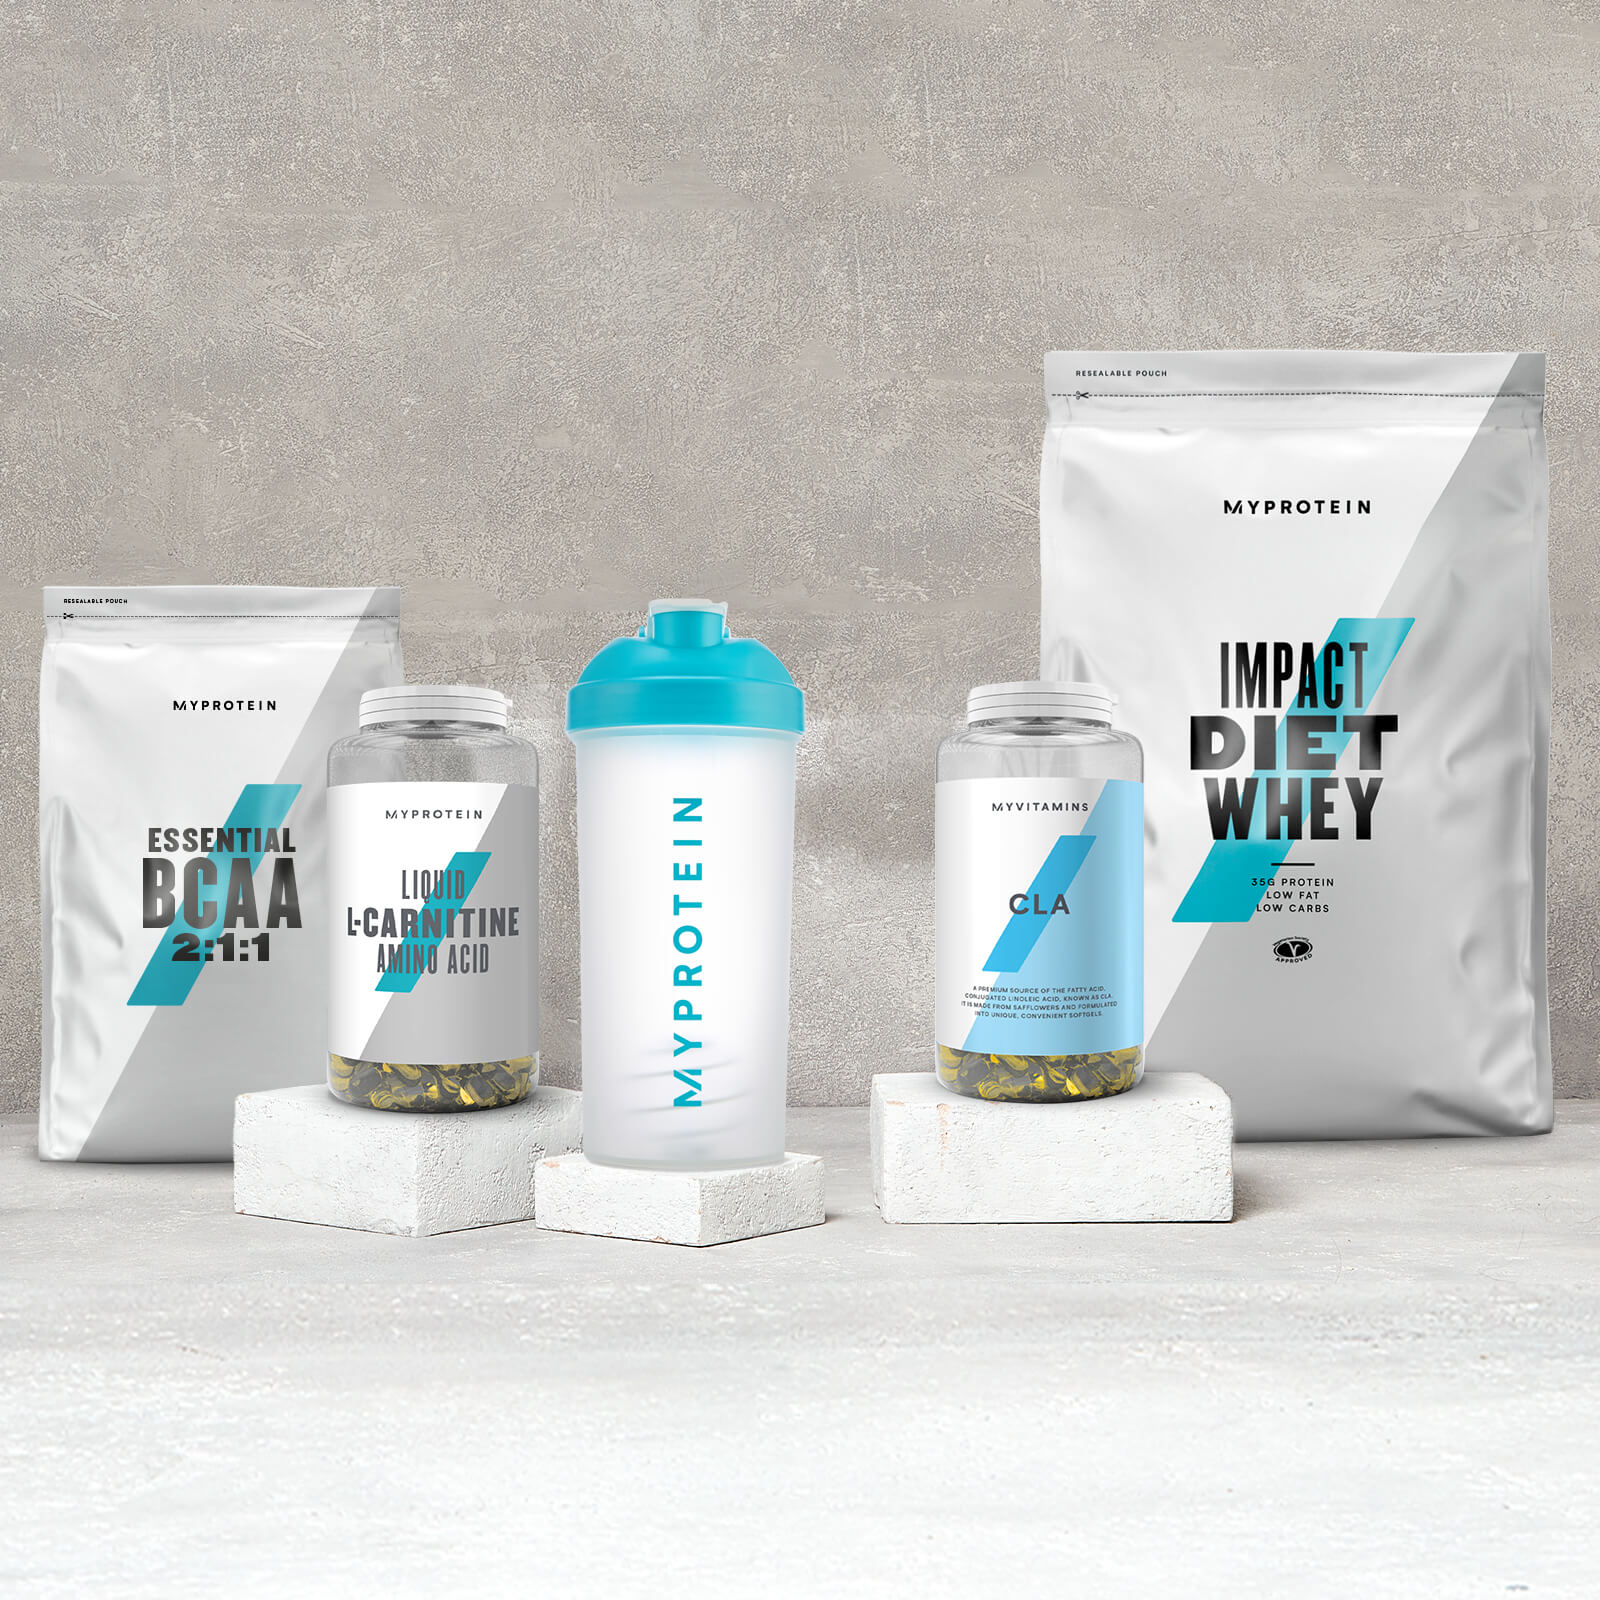 RESEALABLE POUCH
MYPROTEIN
ESSENTIAL
BCAA
2:1:1
MYPROTEIN
LIQUID
L-CARNITINE
AMINO ACID
MYPROTEIN
MYVITAMINS
CLA
A PREMIUM SOURCE OF THE FATTY ACID,
CONJUGATED LINOLEIC ACID, KNOWN AS CLA.
IT IS MADE FROM SAFFLOWERS AND FORMULATED
INTO UNIQUE, CONVENIENT SOFTGELS.
RESEALABLE POUCH
MYPROTEIN
IMPACT
DIET
WHEY
35G PROTEIN
LOW FAT
LOW CARBS
V
APPROVED